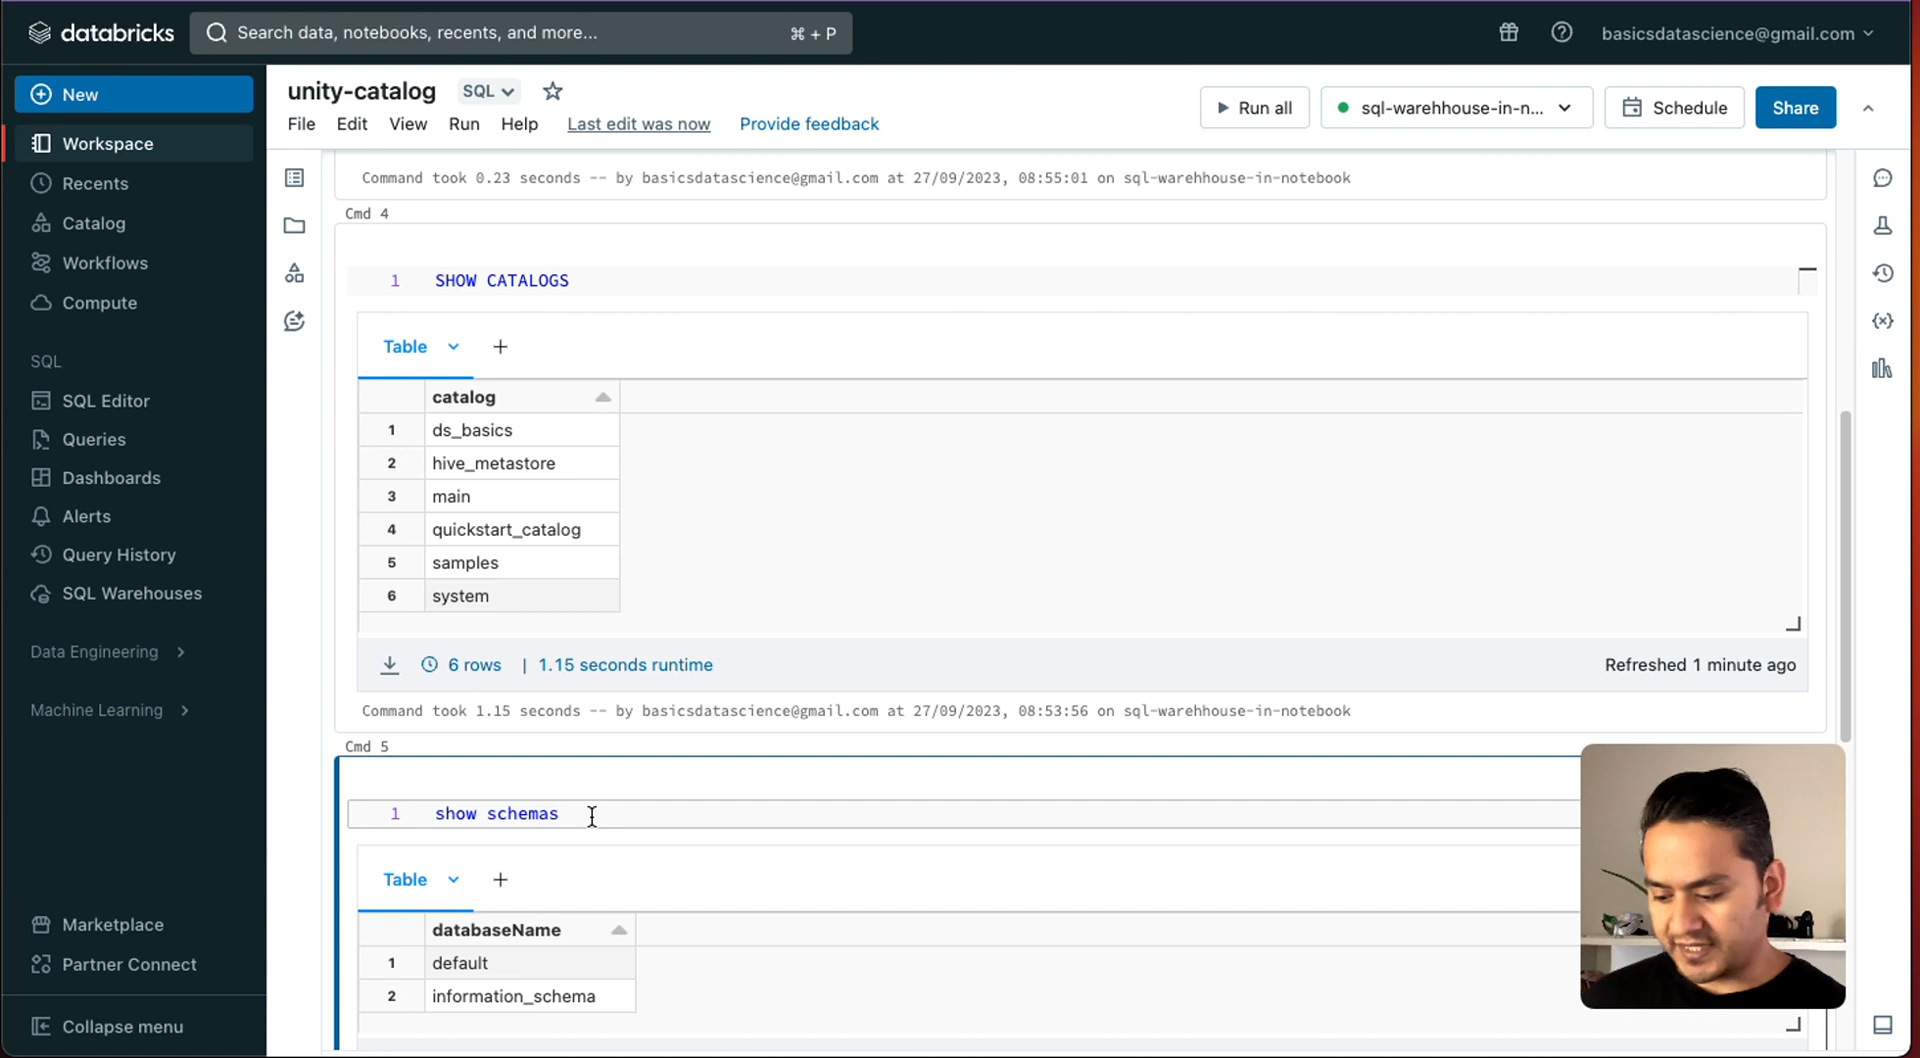 databricks
Search data, notebooks, recents, and more...
⌘ + P
basicsdatascience@gmail.com
New
Workspace
Recents
Catalog
Workflows
Compute
SQL
SQL Editor
Queries
Dashboards
Alerts
Query History
SQL Warehouses
Data Engineering
Machine Learning
Marketplace
Partner Connect
Collapse menu
unity-catalog
SQL
File Edit View Run Help Last edit was now Provide feedback
Run all
sql-warehhouse-in-n...
Schedule
Share
Command took 0.23 seconds -- by basicsdatascience@gmail.com at 27/09/2023, 08:55:01 on sql-warehhouse-in-notebook
Cmd 4
1 SHOW CATALOGS
Table +
catalog
1 ds_basics
2 hive_metastore
3 main
4 quickstart_catalog
5 samples
6 system
6 rows | 1.15 seconds runtime
Refreshed 1 minute ago
Command took 1.15 seconds -- by basicsdatascience@gmail.com at 27/09/2023, 08:53:56 on sql-warehhouse-in-notebook
Cmd 5
1 show schemas
Table +
databaseName
1 default
2 information_schema